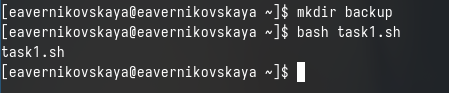 [eavernikovskaya@eavernikovskaya ~]$ mkdir backup
[eavernikovskaya@eavernikovskaya ~]$ bash task1.sh
task1.sh
[eavernikovskaya@eavernikovskaya ~]$